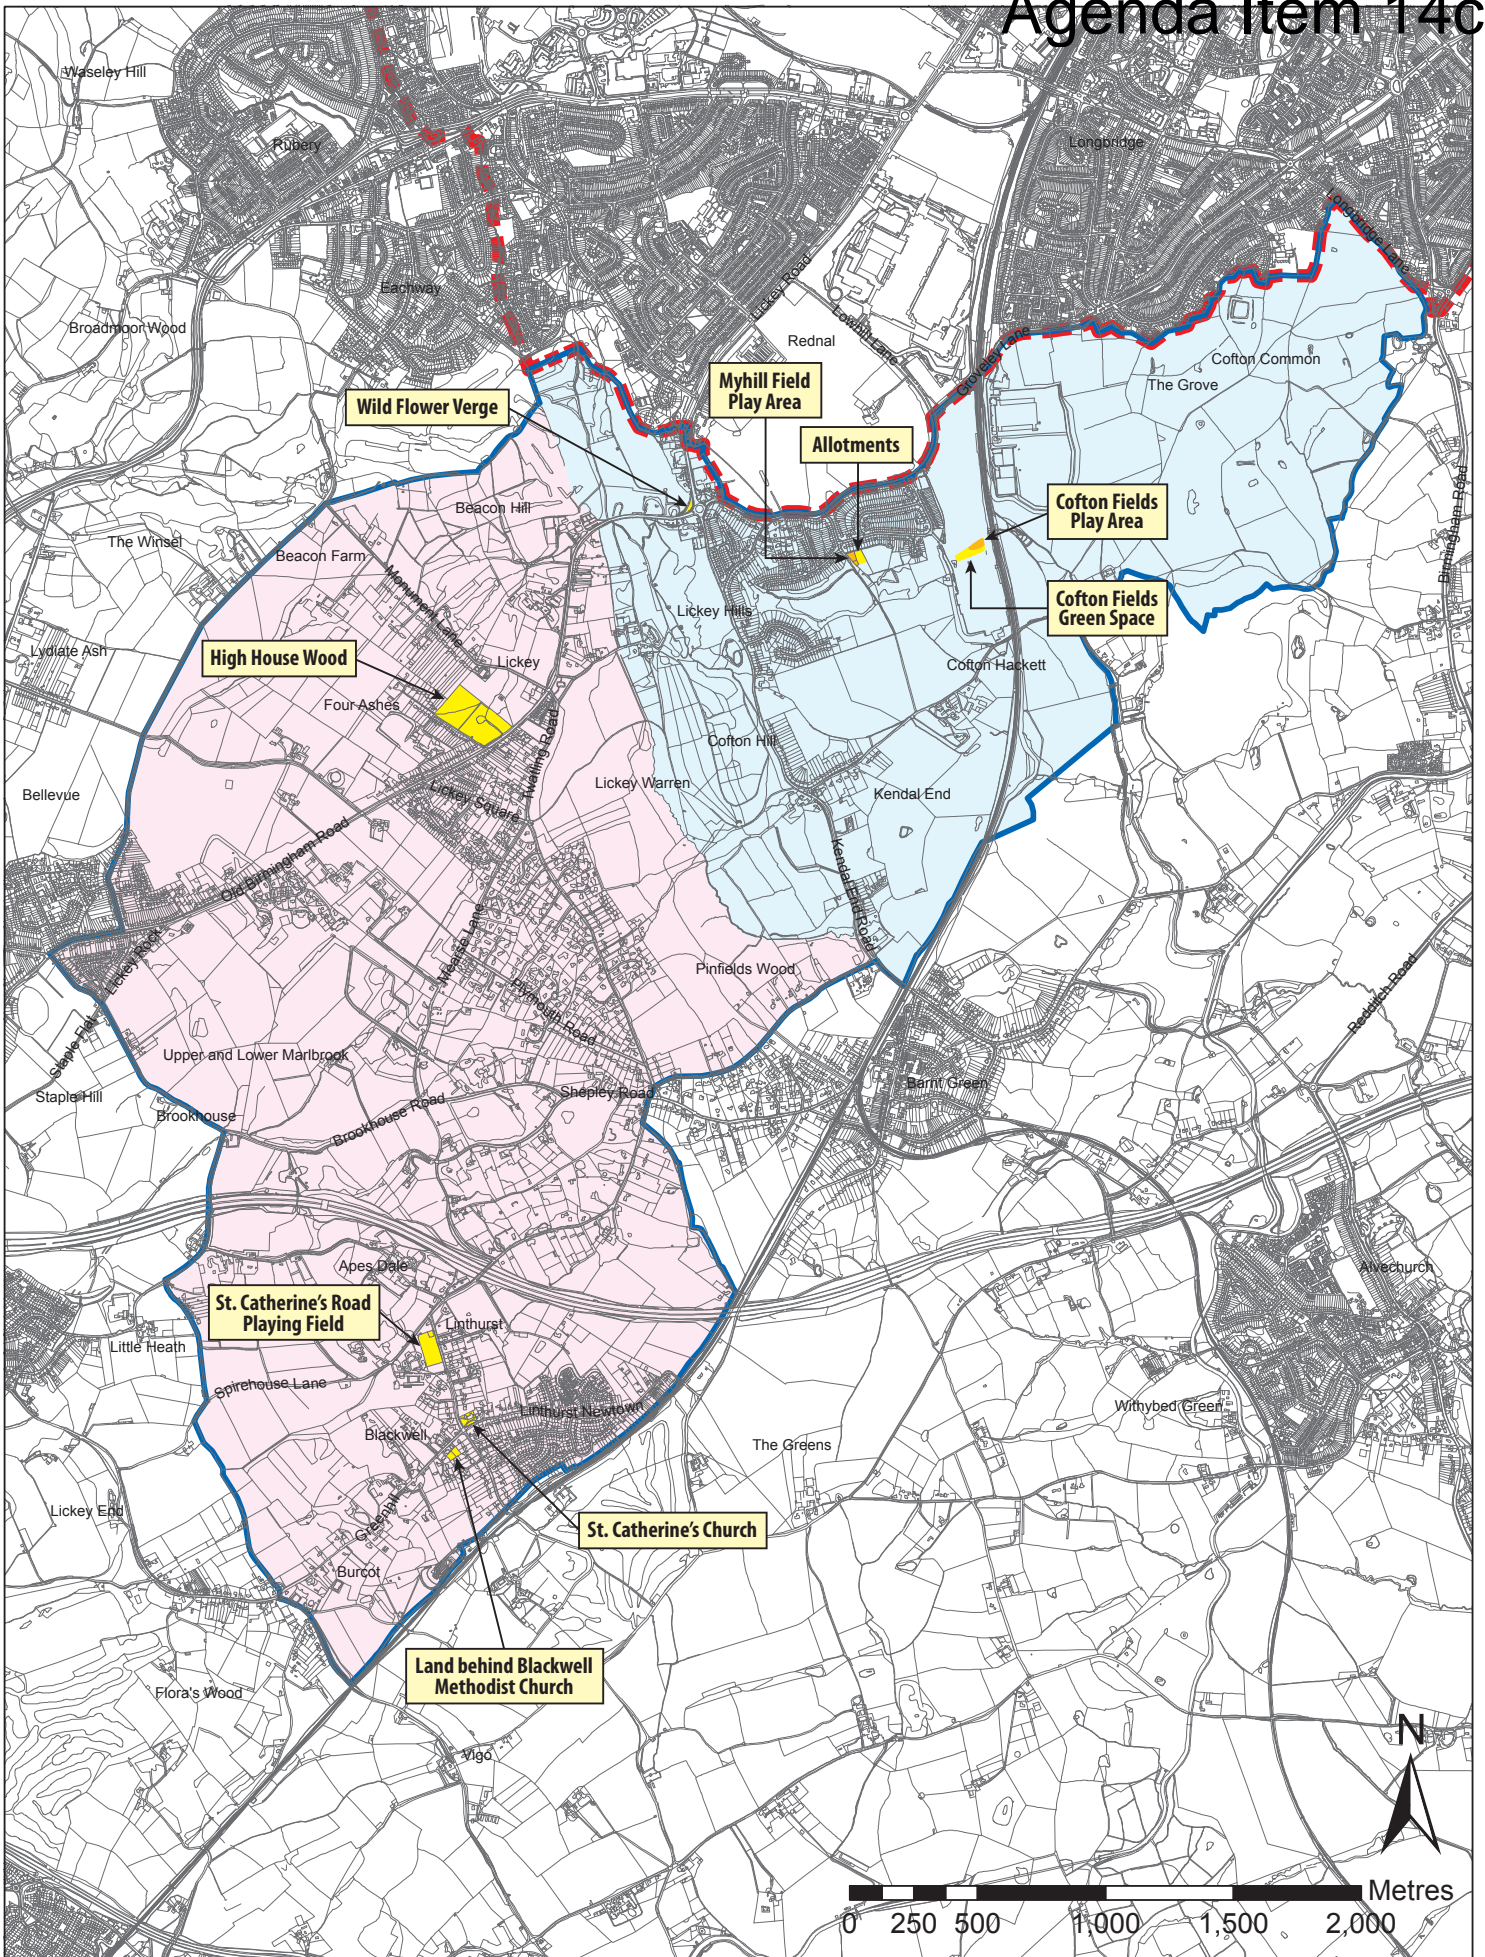 Agenda Item 14c
Waseley Hill
Rubery
Longbridge
Longbridge Lane
Eachway
Lickey Road
Lowhill Lane
Broadmoor Wood
Rednal
Groveley Lane
Cofton Common
The Grove
Myhill Field
Play Area
Wild Flower Verge
Allotments
Cofton Fields
Play Area
Birmingham Road
Beacon Hill
The Winsel
Beacon Farm
Monument Lane
Cofton Fields
Green Space
Lickey Hills
Lydiate Ash
High House Wood
Lickey
Cofton Hackett
Four Ashes
Twatling Road
Cofton Hill
Lickey Warren
Bellevue
Lickey Square
Kendal End
Old Birmingham Road
Kendal End Road
Mearse Lane
Lickey Rock
Pinfields Wood
Plymouth Road
Redditch Road
Staple Flat
Upper and Lower Marlbrook
Barnt Green
Staple Hill
Shepley Road
Brookhouse
Brookhouse Road
Apes Dale
Alvechurch
St. Catherine's Road
Playing Field
Linthurst
Little Heath
Spirehouse Lane
Linthurst Newtown
Withybed Green
Blackwell
The Greens
Lickey End
Greenhill
St. Catherine's Church
Burcot
Land behind Blackwell
Methodist Church
Flora's Wood
Vigo
N
Metres
0 250 500 1,000 1,500 2,000